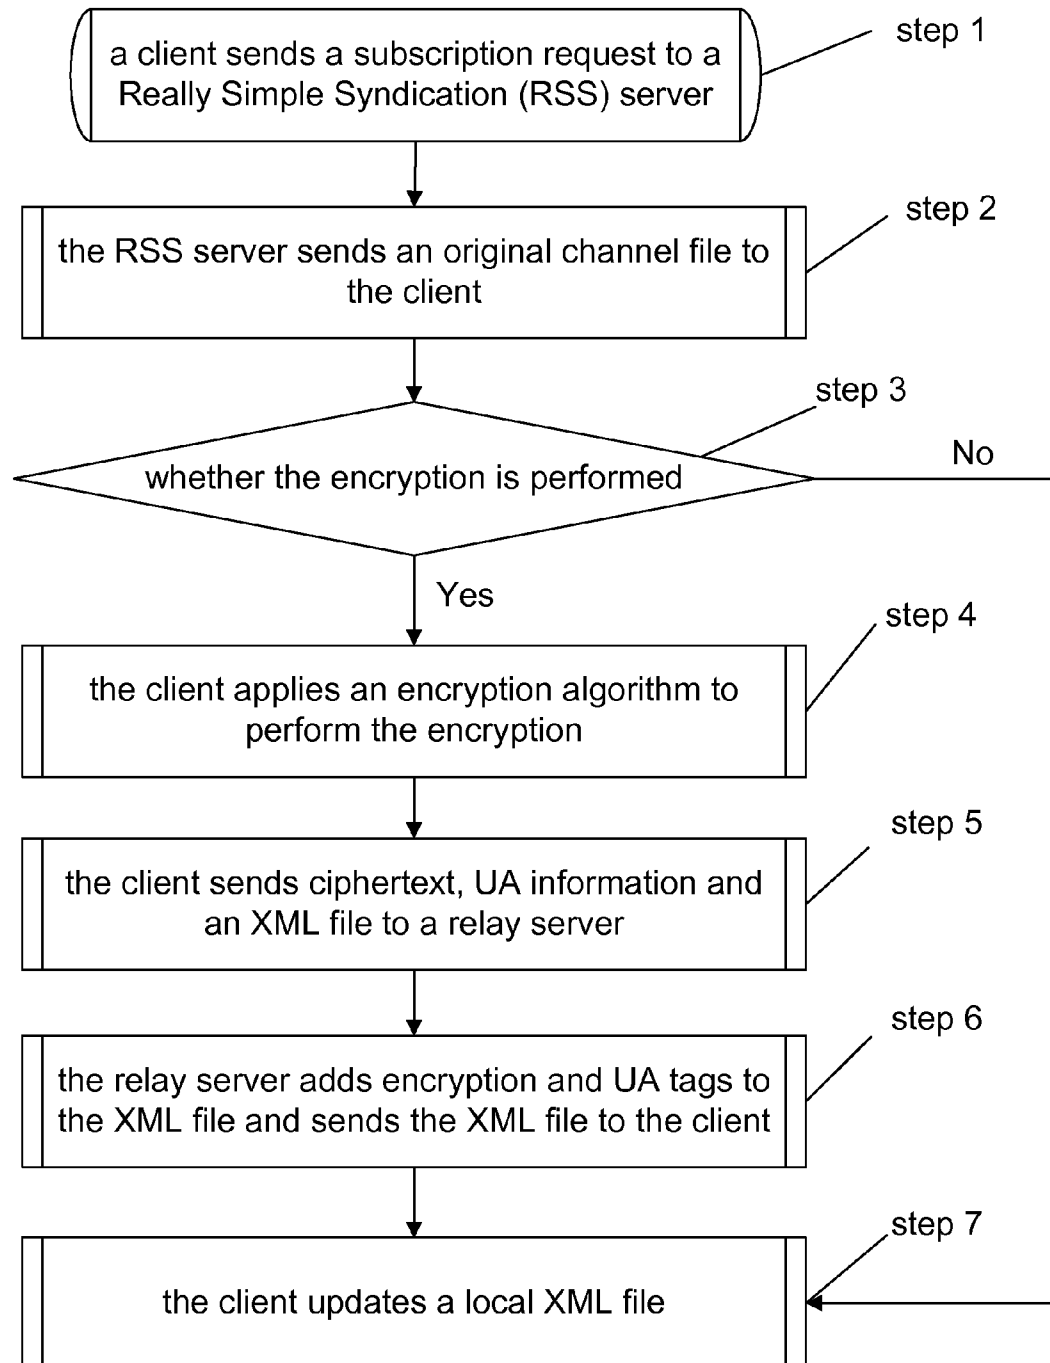 a client sends a subscription request to a
Really Simple Syndication (RSS) server
step 1
the RSS server sends an original channel file to
the client
step 2
whether the encryption is performed
step 3
No
Yes
the client applies an encryption algorithm to
perform the encryption
step 4
the client sends ciphertext, UA information and
an XML file to a relay server
step 5
the relay server adds encryption and UA tags to
the XML file and sends the XML file to the client
step 6
the client updates a local XML file
step 7